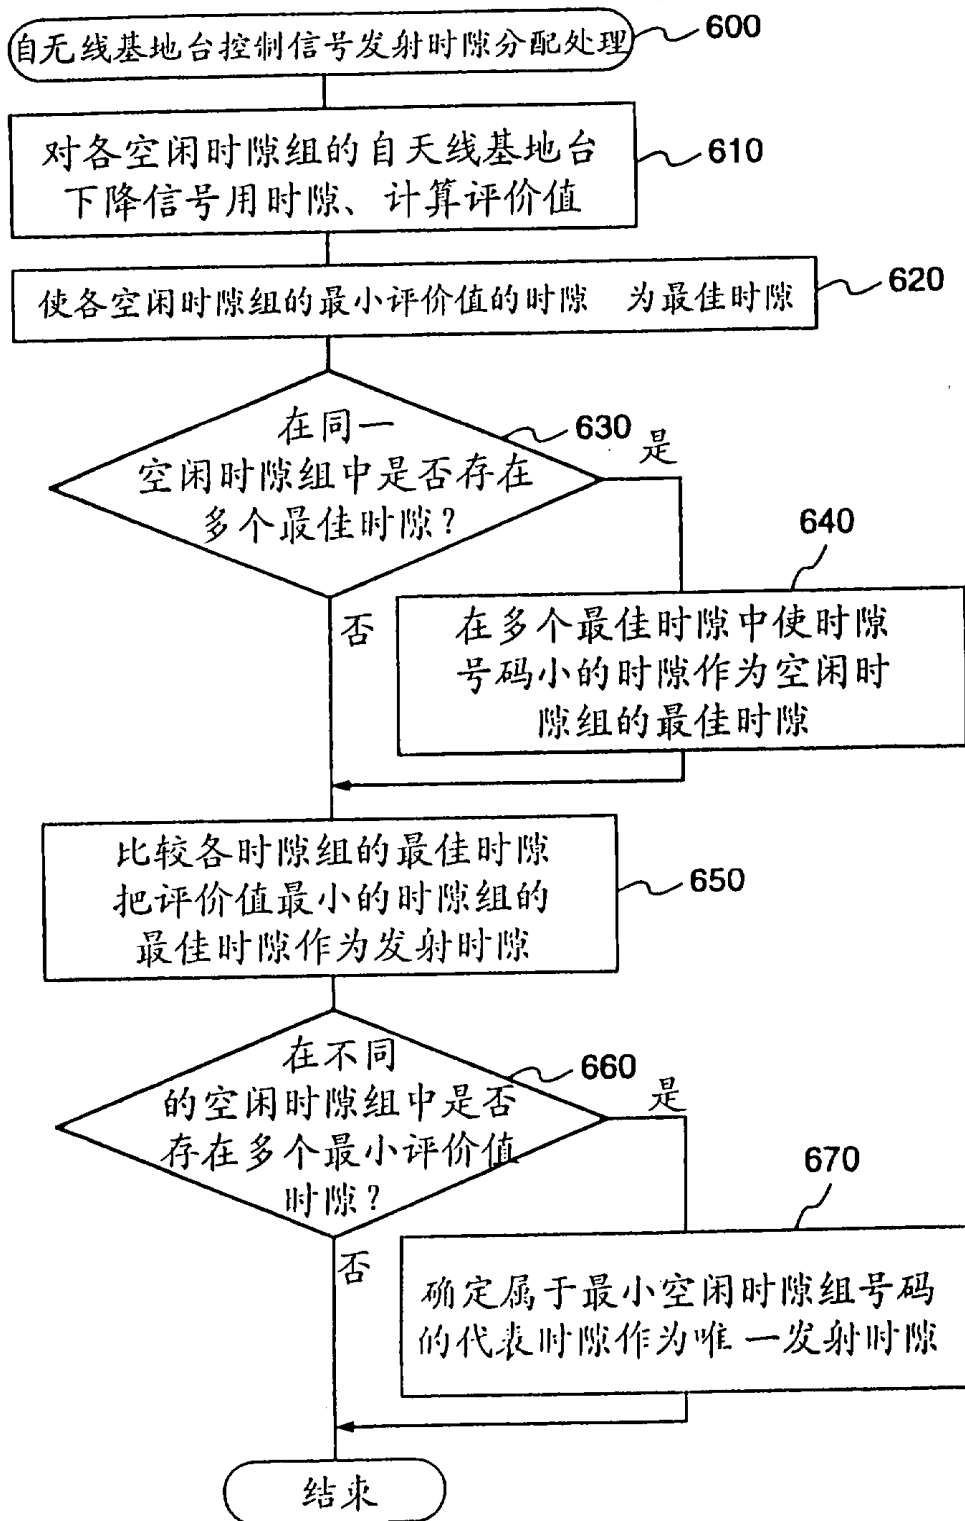 自无线基地台控制信号发射时隙分配处理
600
对各空闲时隙组的自天线基地台
下降信号用时隙、计算评价值
610
使各空闲时隙组的最小评价值的时隙 为最佳时隙
620
在同一
空闲时隙组中是否存在
多个最佳时隙?
630
是
否
640
在多个最佳时隙中使时隙
号码小的时隙作为空闲时
隙组的最佳时隙
比较各时隙组的最佳时隙
把评价值最小的时隙组的
最佳时隙作为发射时隙
650
在不同
的空闲时隙组中是否
存在多个最小评价值
时隙?
660
是
否
670
确定属于最小空闲时隙组号码
的代表时隙作为唯一发射时隙
结束